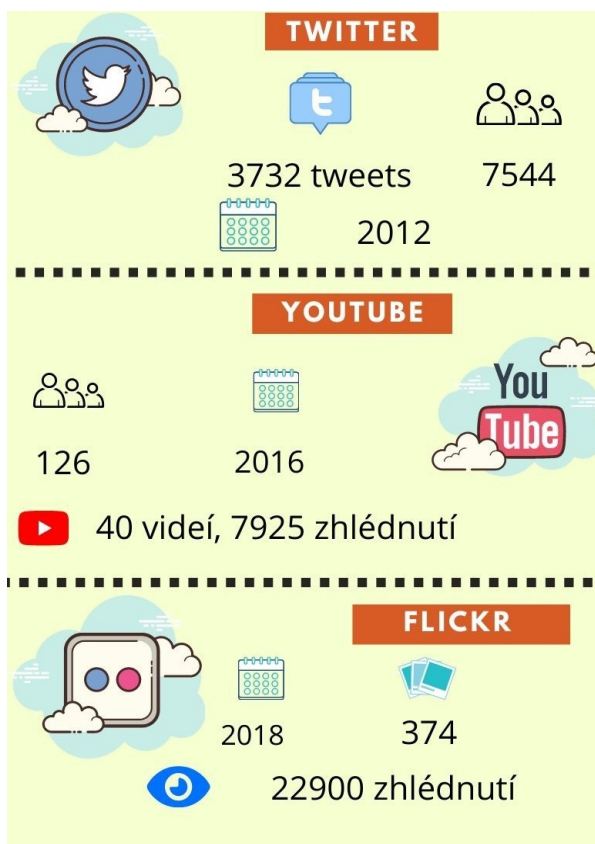 TWITTER
t
3732 tweets 7544
2012
YOUTUBE
You
Tube
126 2016
40 videí, 7925 zhlédnutí
FLICKR
2018 374
22900 zhlédnutí